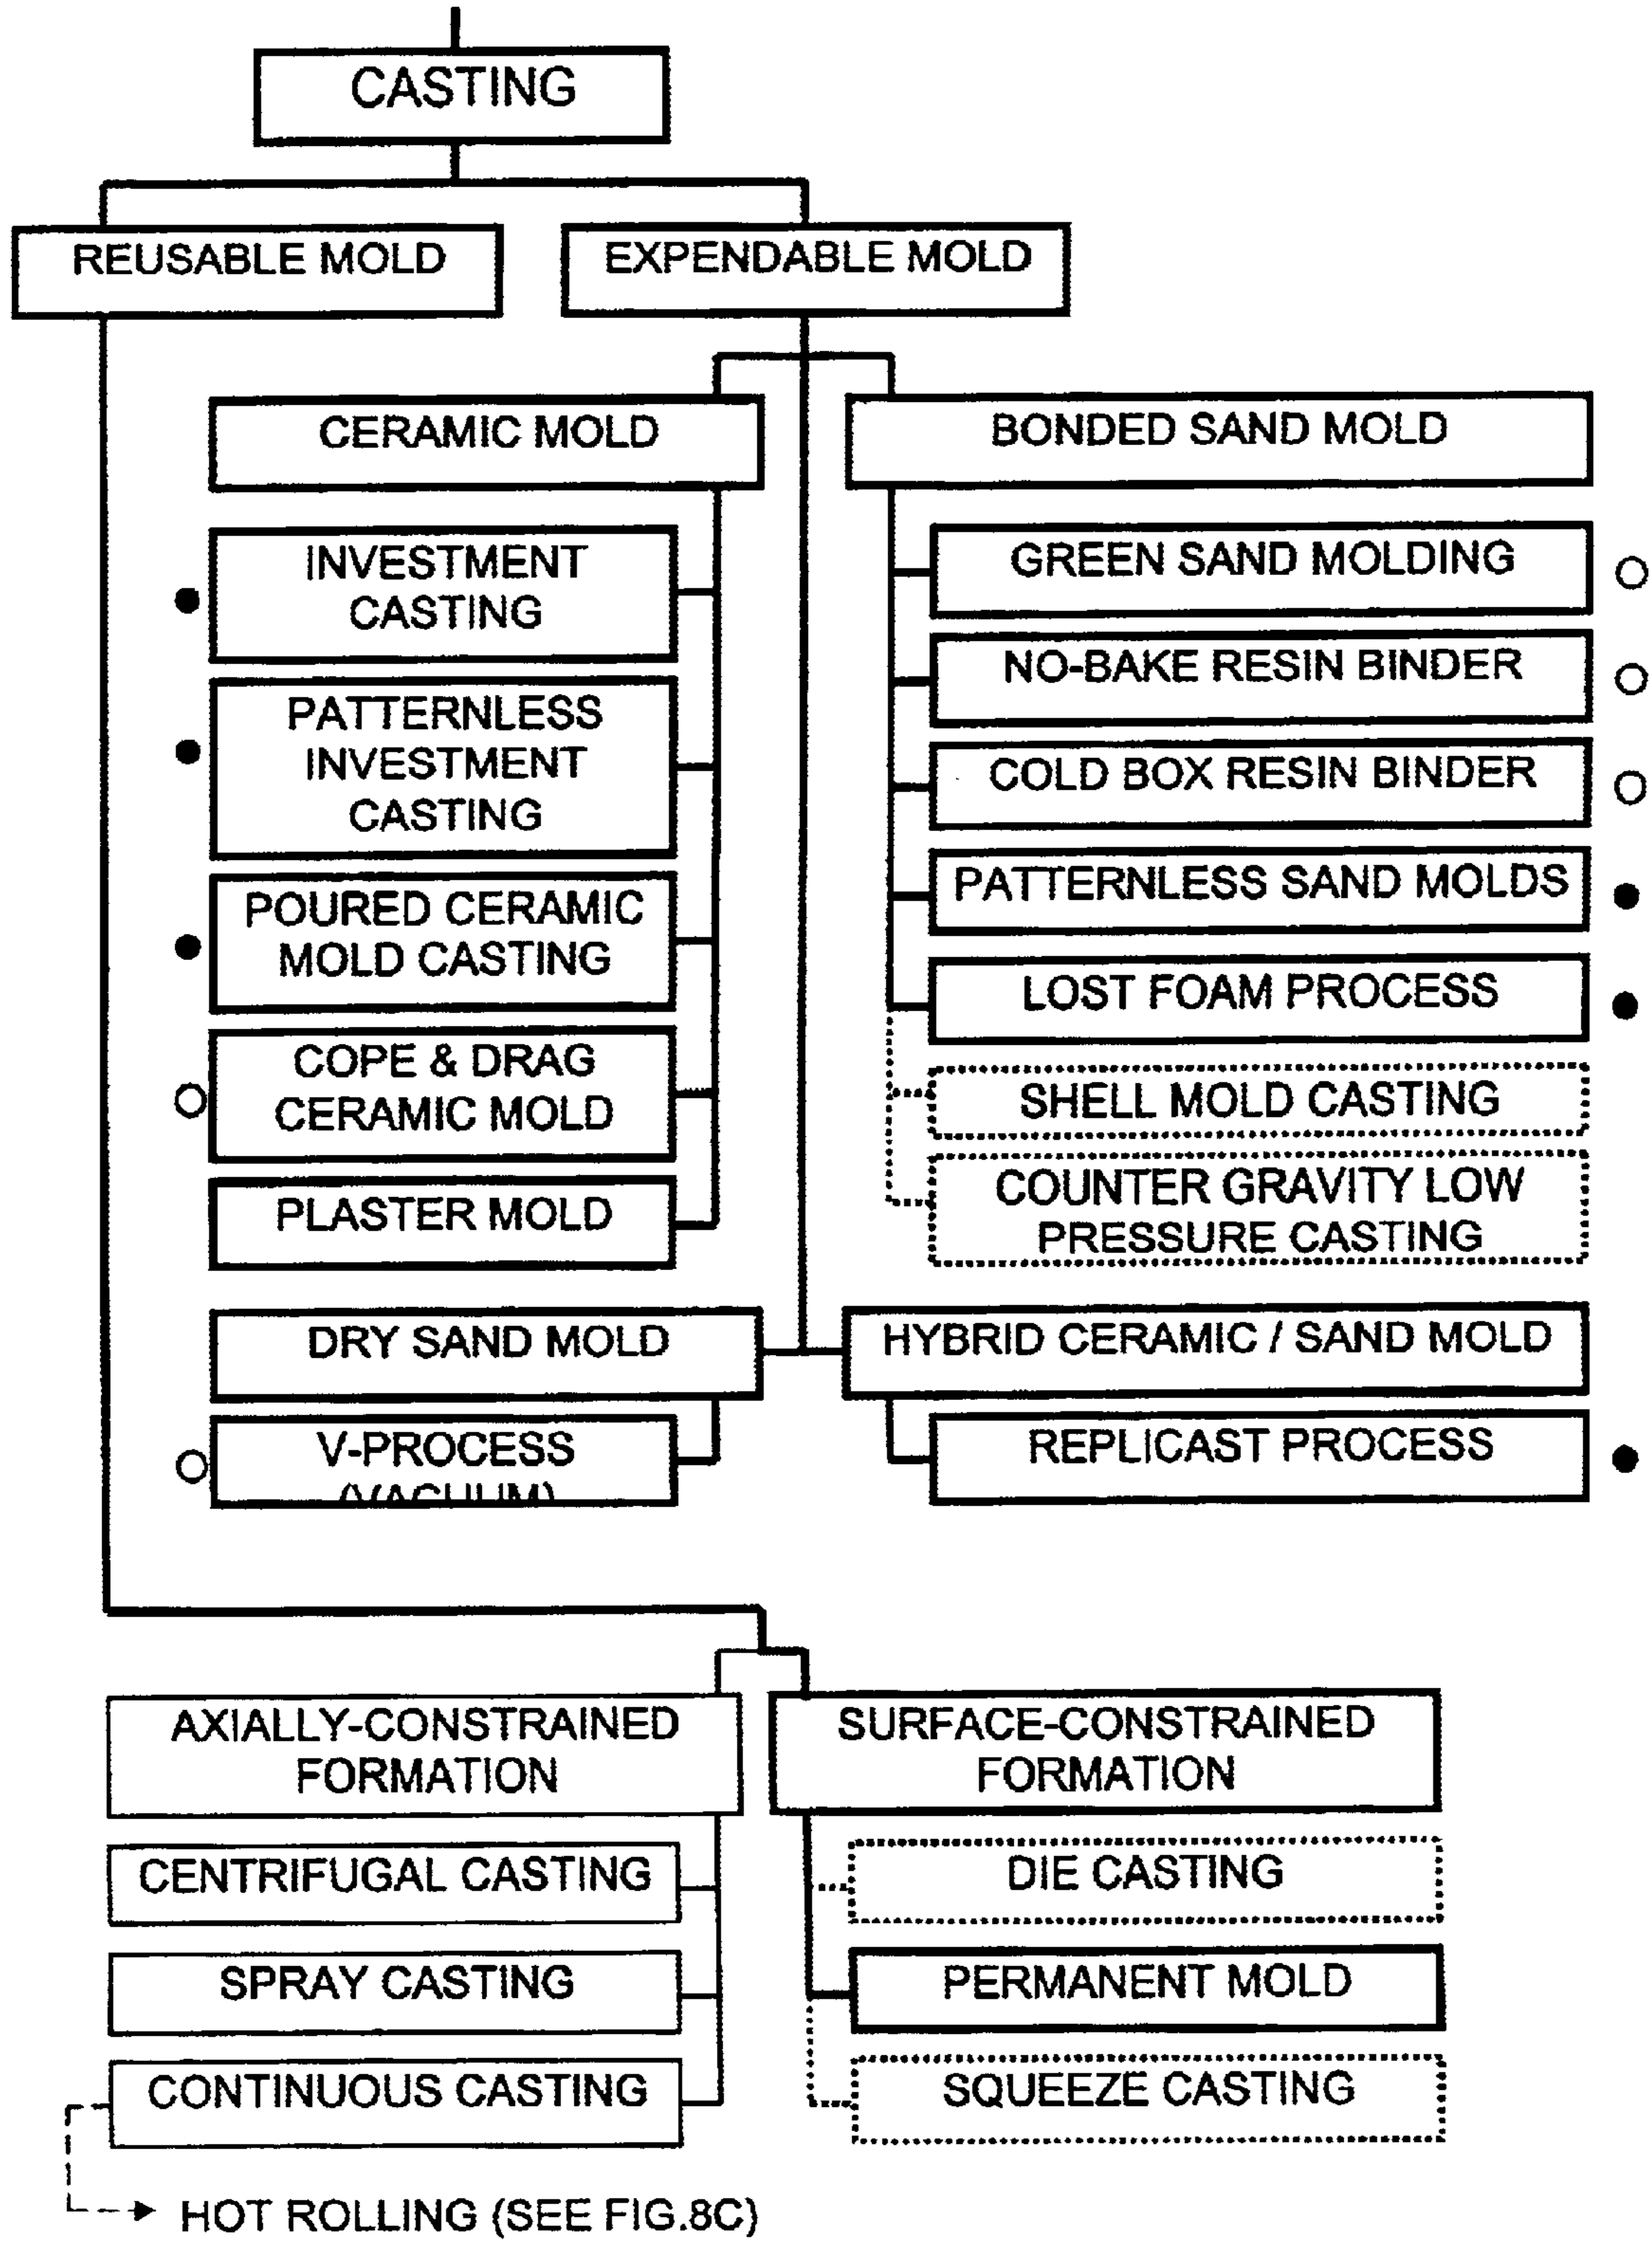 CASTING
REUSABLE MOLD
EXPENDABLE MOLD
CERAMIC MOLD
INVESTMENT
CASTING
PATTERNLESS
INVESTMENT
CASTING
POURED CERAMIC
MOLD CASTING
COPE & DRAG
CERAMIC MOLD
PLASTER MOLD
BONDED SAND MOLD
GREEN SAND MOLDING
NO-BAKE RESIN BINDER
COLD BOX RESIN BINDER
PATTERNLESS SAND MOLDS
LOST FOAM PROCESS
SHELL MOLD CASTING
COUNTER GRAVITY LOW
PRESSURE CASTING
DRY SAND MOLD
V-PROCESS
(VACUUM)
HYBRID CERAMIC / SAND MOLD
REPLICAST PROCESS
AXIALLY-CONSTRAINED
FORMATION
CENTRIFUGAL CASTING
SPRAY CASTING
CONTINUOUS CASTING
HOT ROLLING (SEE FIG.8C)
SURFACE-CONSTRAINED
FORMATION
DIE CASTING
PERMANENT MOLD
SQUEEZE CASTING